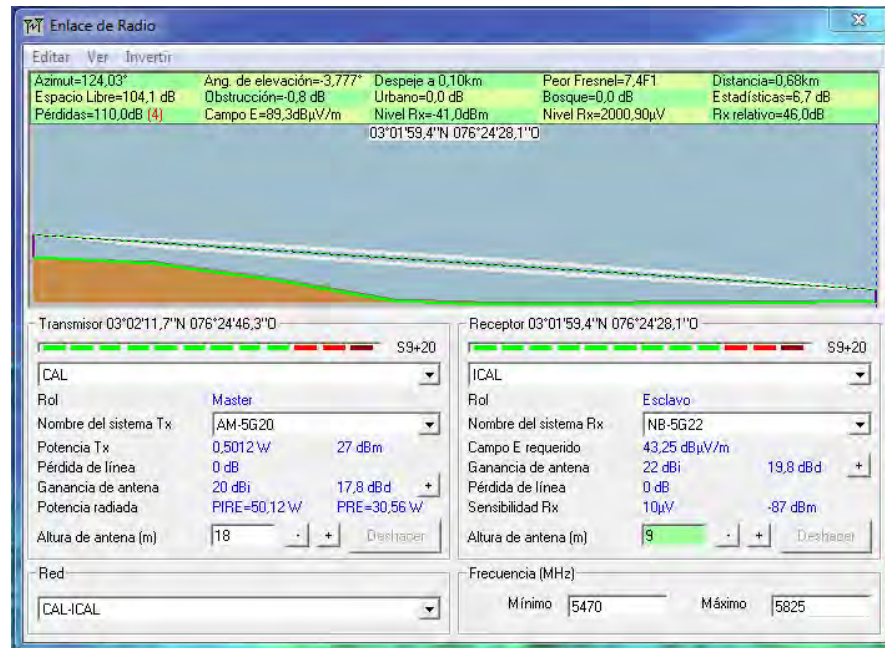 Enlace de Radio
Editar Ver Invertir
Azimut=124,03° Ang. de elevación=-3,777° Despeje a 0,10km Peor Fresnel=7,4F1 Distancia=0,68km
Espacio Libre=104,1 dB Obstrucción=-0,8 dB Urbano=0,0 dB Bosque=0,0 dB Estadísticas=6,7 dB
Pérdidas=110,0dB (4) Campo E=89,3dBµV/m Nivel Rx=-41,0dBm Nivel Rx=2000,90µV Rx relativo=46,0dB
03°01'59,4"N 076°24'28,1"O
Transmisor 03°02'11,7"N 076°24'46,3"O
S9+20
CAL
Rol Master
Nombre del sistema Tx AM-5G20
Potencia Tx 0,5012 W 27 dBm
Pérdida de línea 0 dB
Ganancia de antena 20 dBi 17,8 dBd +
Potencia radiada PIRE=50,12 W PRE=30,56 W
Altura de antena (m) 18 - + Deshacer
Red
CAL-ICAL
Receptor 03°01'59,4"N 076°24'28,1"O
S9+20
ICAL
Rol Esclavo
Nombre del sistema Rx NB-5G22
Campo E requerido 43,25 dBµV/m
Ganancia de antena 22 dBi 19,8 dBd +
Pérdida de línea 0 dB
Sensibilidad Rx 10µV -87 dBm
Altura de antena (m) 9 - + Deshacer
Frecuencia (MHz)
Mínimo 5470 Máximo 5825